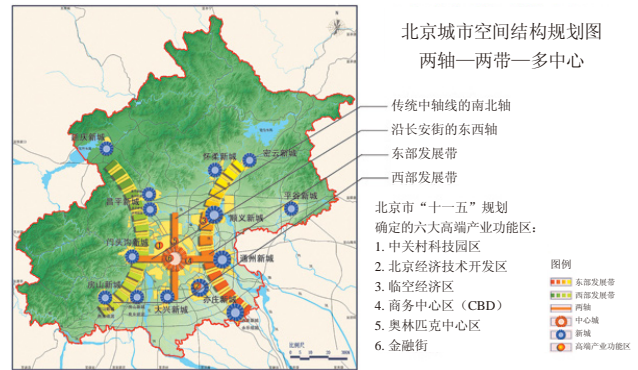 北京城市空间结构规划图
两轴—两带—多中心
传统中轴线的南北轴
沿长安街的东西轴
东部发展带
西部发展带
北京市“十一五”规划
确定的六大高端产业功能区：
1. 中关村科技园区
2. 北京经济技术开发区
3. 临空经济区
4. 商务中心区（CBD）
5. 奥林匹克中心区
6. 金融街
图例
东部发展带
西部发展带
两轴
中心城
新城
高端产业功能区
延庆新城
怀柔新城
密云新城
昌平新城
平谷新城
顺义新城
门头沟新城
通州新城
房山新城
亦庄新城
大兴新城
比例尺